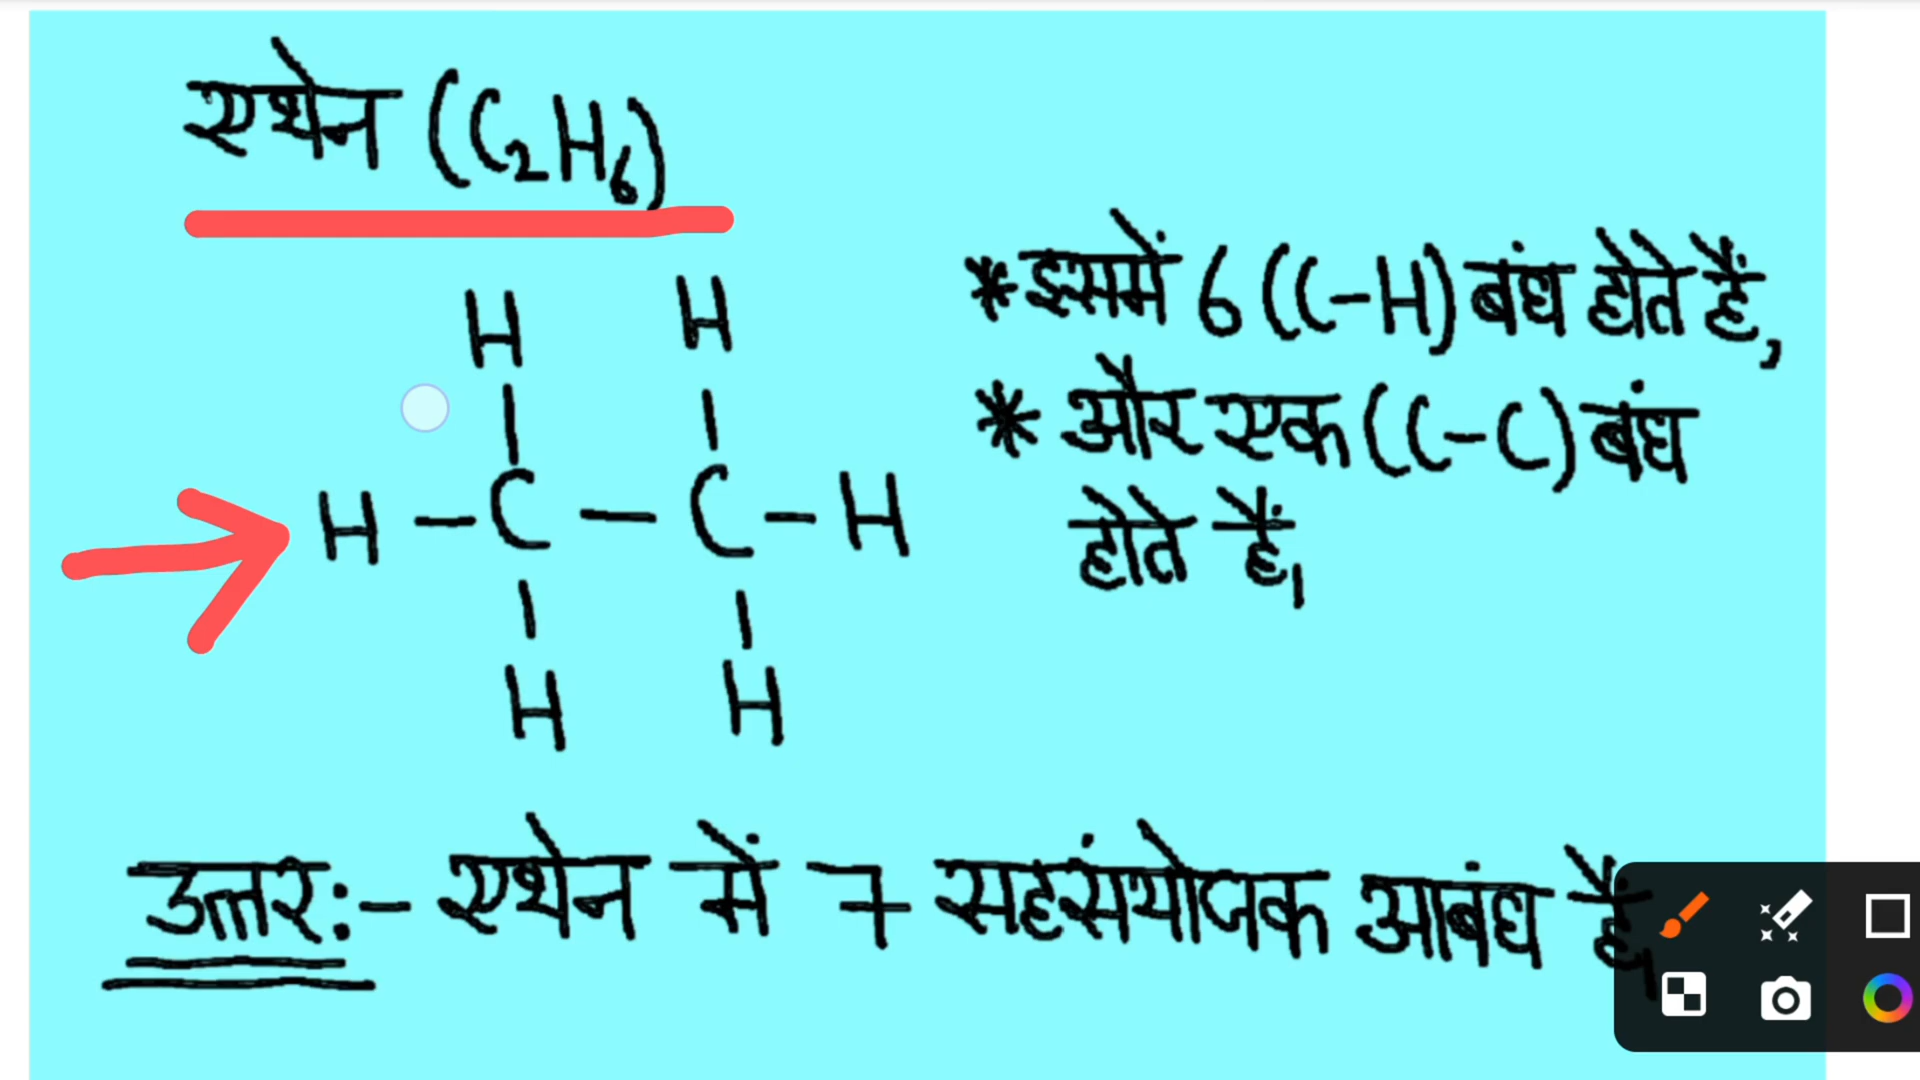 एथेन (C₂H₆)
H H
H – C – C – H
H H
* इसमें 6 (C–H) बंध होते हैं,
* और एक (C–C) बंध
होते हैं,
उत्तर:- एथेन में 7 सहसंयोजक आबंध हैं,